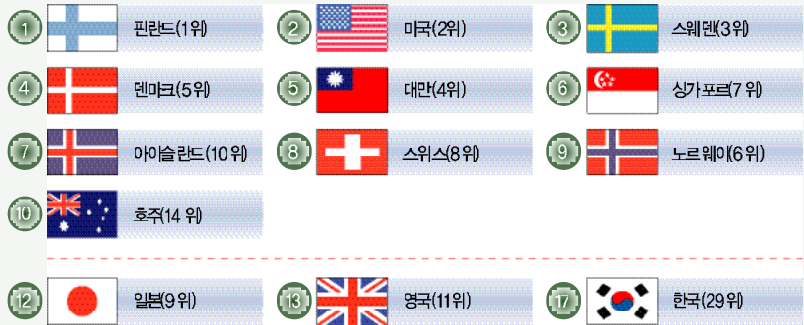 1 핀란드(1위) 2 미국(2위) 3 스웨덴(3위)
4 덴마크(5위) 5 대만(4위) 6 싱가포르(7위)
7 아이슬란드(10위) 8 스위스(8위) 9 노르웨이(6위)
10 호주(14위)
12 일본(9위) 13 영국(11위) 17 한국(29위)